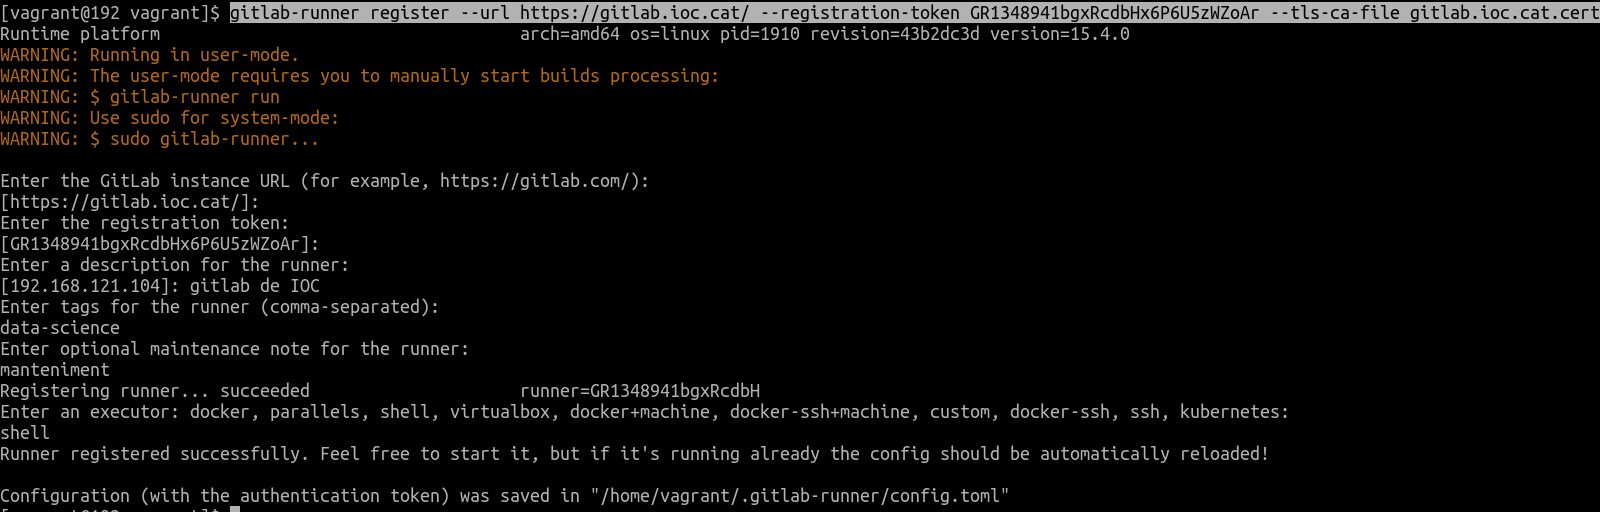 [vagrant@192 vagrant]$ gitlab-runner register --url https://gitlab.ioc.cat/ --registration-token GR1348941bgxRcdbHx6P6U5zWZoAr --tls-ca-file gitlab.ioc.cat.cert
Runtime platform arch=amd64 os=linux pid=1910 revision=43b2dc3d version=15.4.0
WARNING: Running in user-mode.
WARNING: The user-mode requires you to manually start builds processing:
WARNING: $ gitlab-runner run
WARNING: Use sudo for system-mode:
WARNING: $ sudo gitlab-runner...
Enter the GitLab instance URL (for example, https://gitlab.com/):
[https://gitlab.ioc.cat/]:
Enter the registration token:
[GR1348941bgxRcdbHx6P6U5zWZoAr]:
Enter a description for the runner:
[192.168.121.104]: gitlab de IOC
Enter tags for the runner (comma-separated):
data-science
Enter optional maintenance note for the runner:
manteniment
Registering runner... succeeded runner=GR1348941bgxRcdbH
Enter an executor: docker, parallels, shell, virtualbox, docker+machine, docker-ssh+machine, custom, docker-ssh, ssh, kubernetes:
shell
Runner registered successfully. Feel free to start it, but if it's running already the config should be automatically reloaded!
Configuration (with the authentication token) was saved in "/home/vagrant/.gitlab-runner/config.toml"